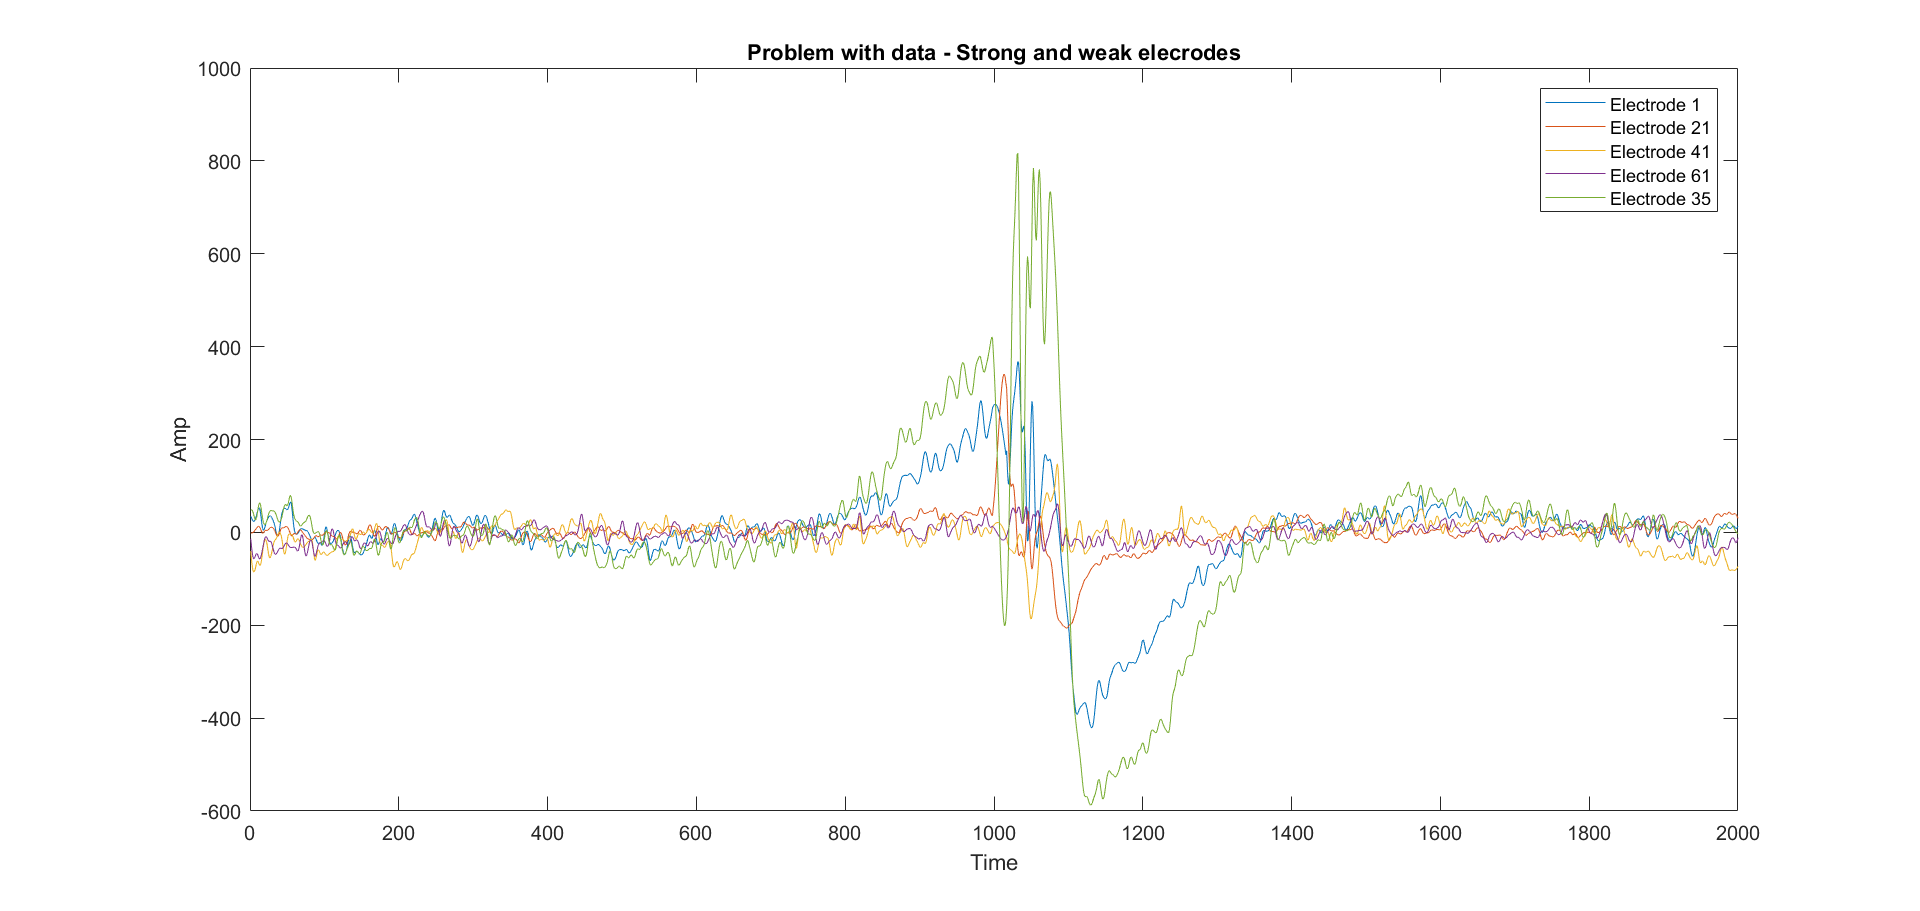 Problem with data - Strong and weak elecrodes
1000
800
600
400
200
0
-200
-400
-600
Amp
Electrode 1
Electrode 21
Electrode 41
Electrode 61
Electrode 35
0 200 400 600 800 1000 1200 1400 1600 1800 2000
Time